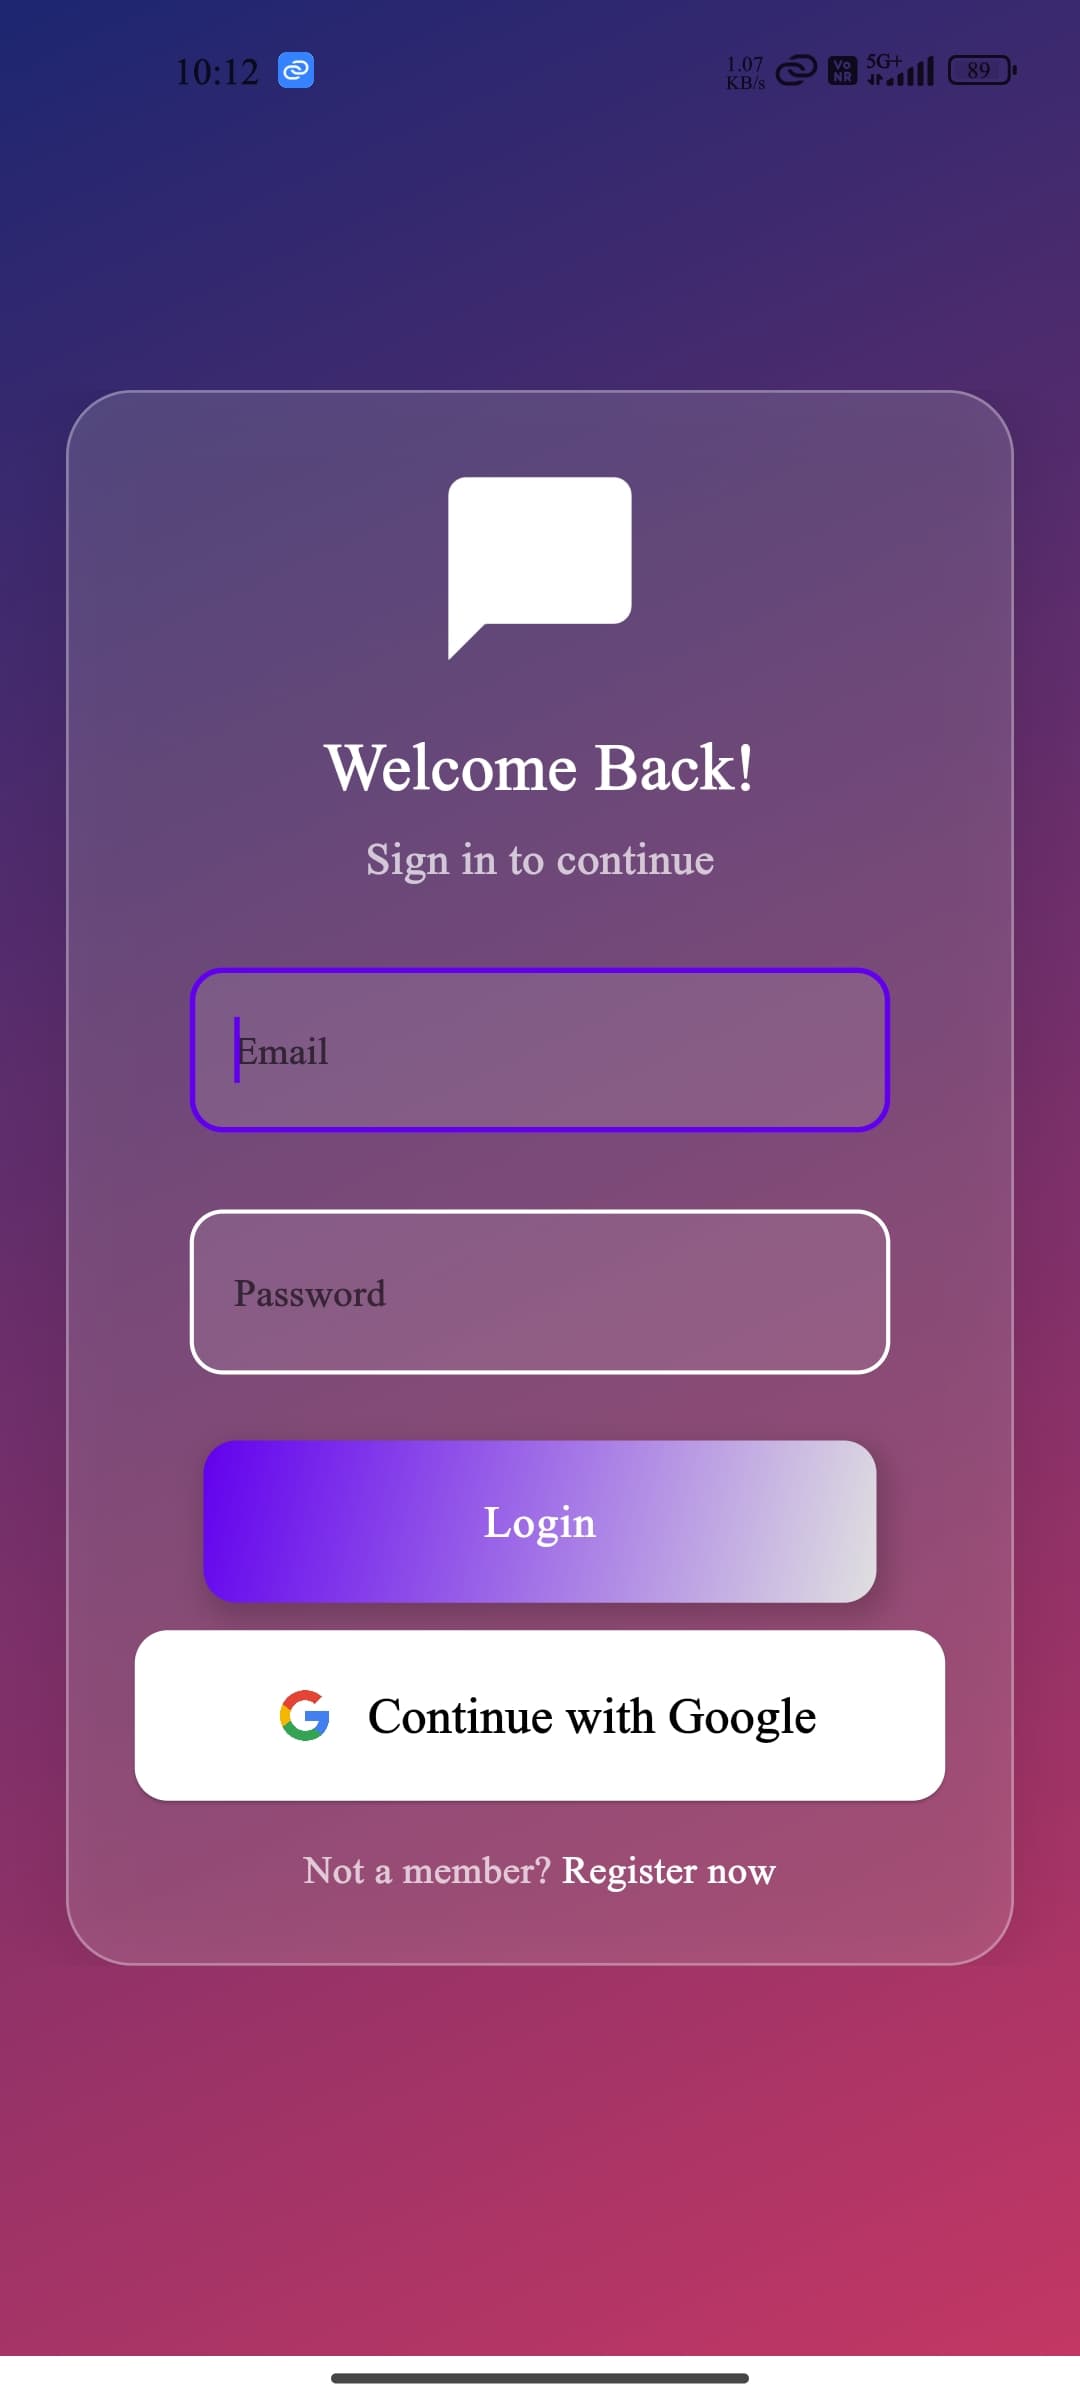 10:12
1.07
KB/s
Vo
NR
5G+
89
Welcome Back!
Sign in to continue
Email
Password
Login
Continue with Google
Not a member? Register now